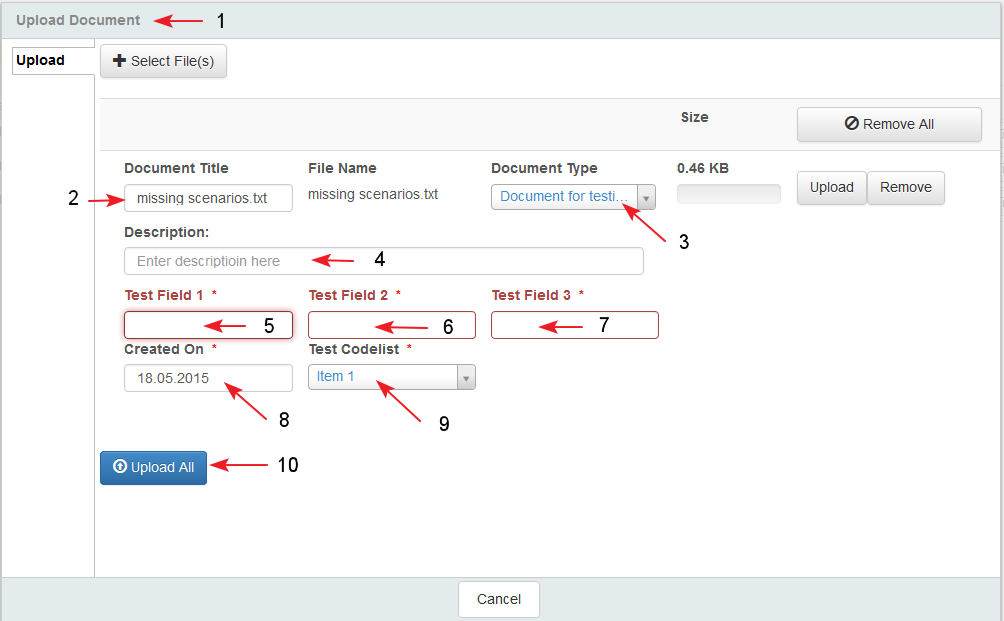 Upload Document 1
Upload Select File(s)
Size Remove All
Document Title File Name Document Type 0.46 KB
2 missing scenarios.txt missing scenarios.txt Document for testi... Upload Remove
3
Description:
Enter descriptioin here 4
Test Field 1 * Test Field 2 * Test Field 3 *
5 6 7
Created On * Test Codelist *
18.05.2015 Item 1
8 9
Upload All 10
Cancel